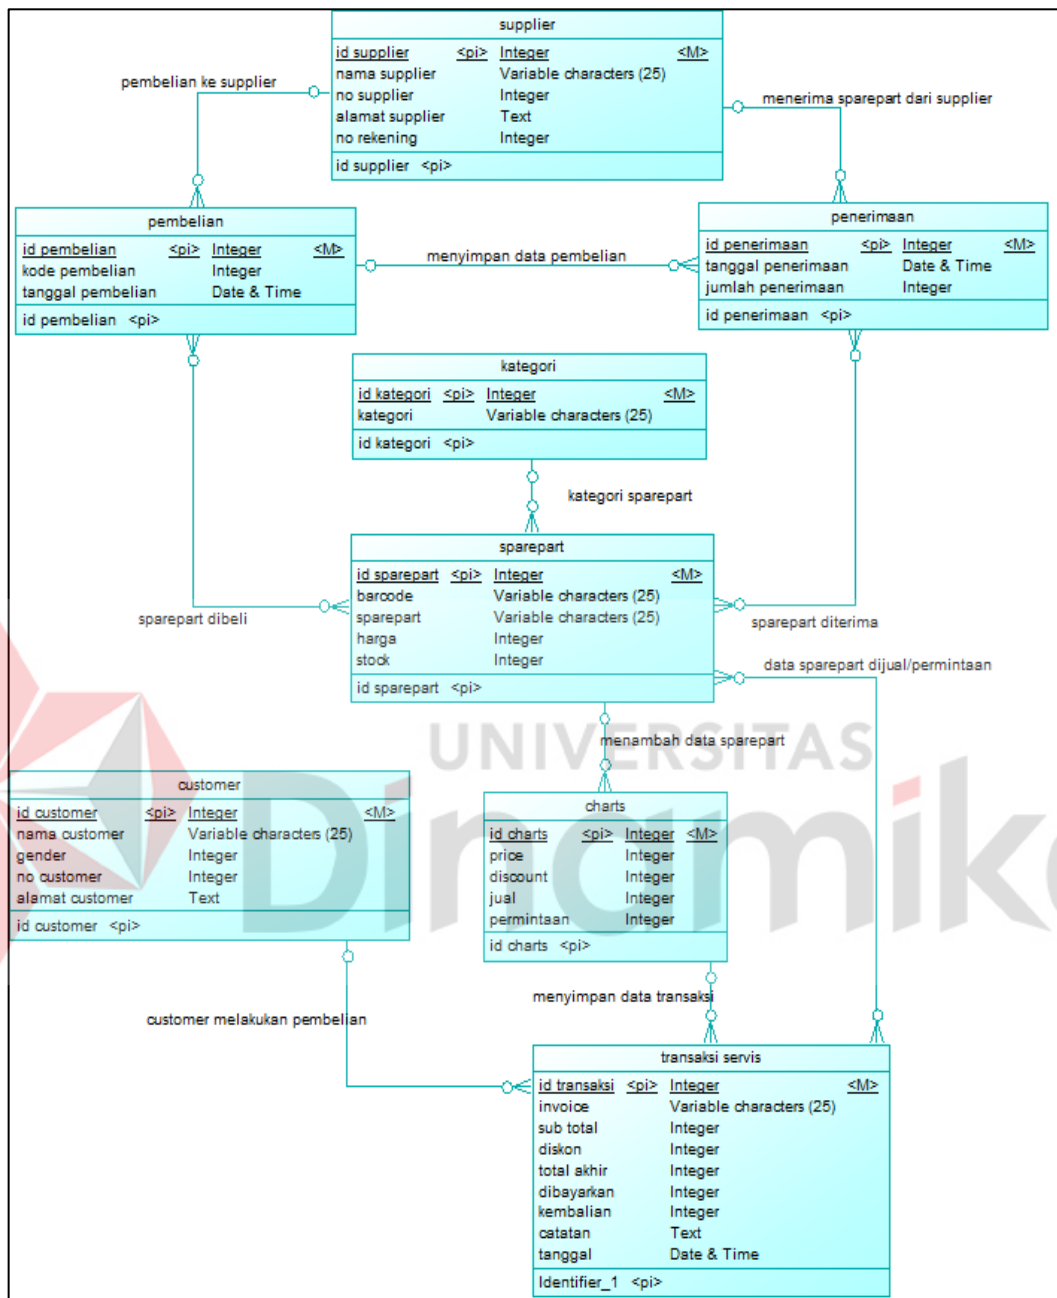 supplier
id supplier <pi> Integer <M>
nama supplier Variable characters (25)
no supplier Integer
alamat supplier Text
no rekening Integer
id supplier <pi>
pembelian ke supplier
menerima sparepart dari supplier
pembelian
id pembelian <pi> Integer <M>
kode pembelian Integer
tanggal pembelian Date & Time
id pembelian <pi>
menyimpan data pembelian
penerimaan
id penerimaan <pi> Integer <M>
tanggal penerimaan Date & Time
jumlah penerimaan Integer
id penerimaan <pi>
kategori
id kategori <pi> Integer <M>
kategori Variable characters (25)
id kategori <pi>
kategori sparepart
sparepart
id sparepart <pi> Integer <M>
barcode Variable characters (25)
sparepart Variable characters (25)
harga Integer
stock Integer
id sparepart <pi>
sparepart dibeli
sparepart diterima
data sparepart dijual/permintaan
menambah data sparepart
UNIVERSITAS
Dinamika
customer
id customer <pi> Integer <M>
nama customer Variable characters (25)
gender Integer
no customer Integer
alamat customer Text
id customer <pi>
charts
id charts <pi> Integer <M>
price Integer
discount Integer
jual Integer
permintaan Integer
id charts <pi>
menyimpan data transaksi
customer melakukan pembelian
transaksi servis
id transaksi <pi> Integer <M>
invoice Variable characters (25)
sub total Integer
diskon Integer
total akhir Integer
dibayarkan Integer
kembalian Integer
catatan Text
tanggal Date & Time
Identifier_1 <pi>